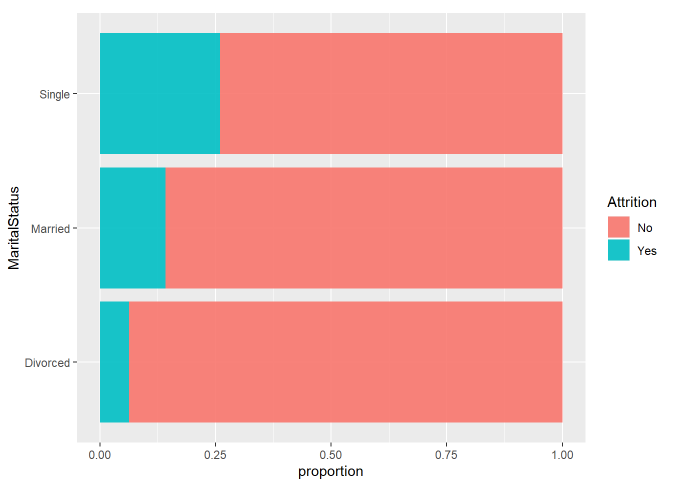 Single
Married
Divorced
MaritalStatus
0.00 0.25 0.50 0.75 1.00
proportion
Attrition
No
Yes